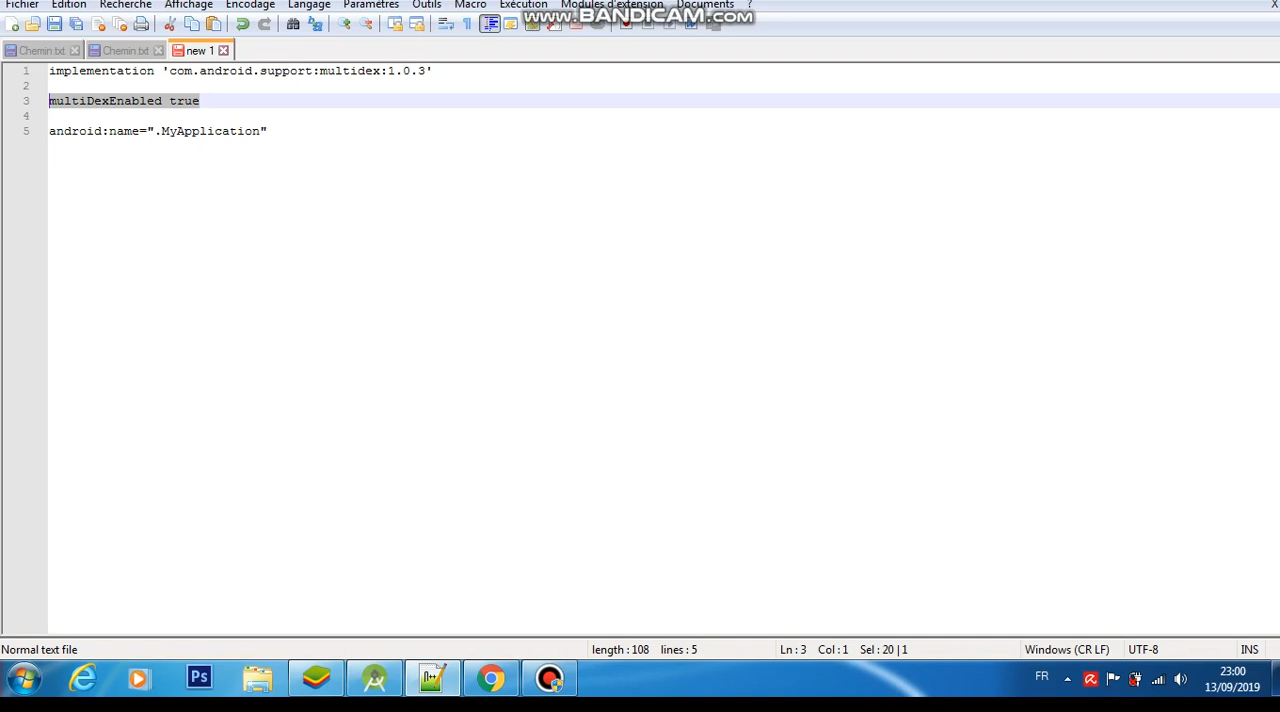 Fichier Edition Recherche Affichage Encodage Langage Paramètres Outils Macro Exécution Modules d'extension Documents ? X
www.BANDICAM.com
Chemin.txt Chemin.txt new 1
1 implementation 'com.android.support:multidex:1.0.3'
2
3 multiDexEnabled true
4
5 android:name=".MyApplication"
Normal text file length : 108 lines : 5 Ln : 3 Col : 1 Sel : 20 | 1 Windows (CR LF) UTF-8 INS
Ps FR 23:00
13/09/2019